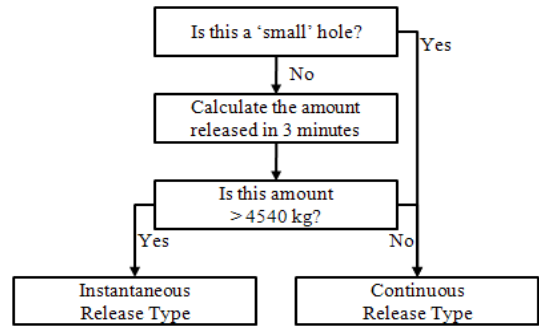 Is this a ‘small’ hole?
Yes
No
Calculate the amount
released in 3 minutes
Is this amount
> 4540 kg?
Yes
No
Instantaneous
Release Type
Continuous
Release Type